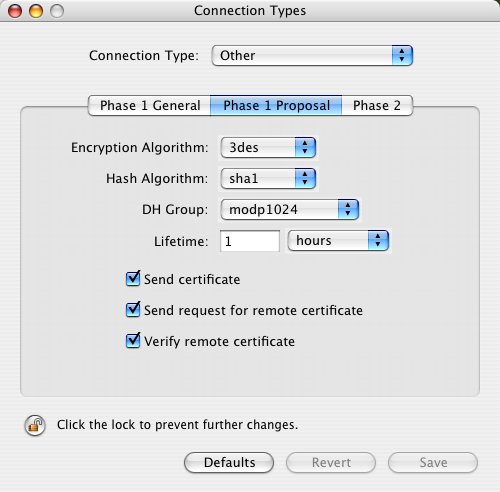 Connection Types
Connection Type: Other
Phase 1 General Phase 1 Proposal Phase 2
Encryption Algorithm: 3des
Hash Algorithm: sha1
DH Group: modp1024
Lifetime: 1 hours
Send certificate
Send request for remote certificate
Verify remote certificate
Click the lock to prevent further changes.
Defaults Revert Save